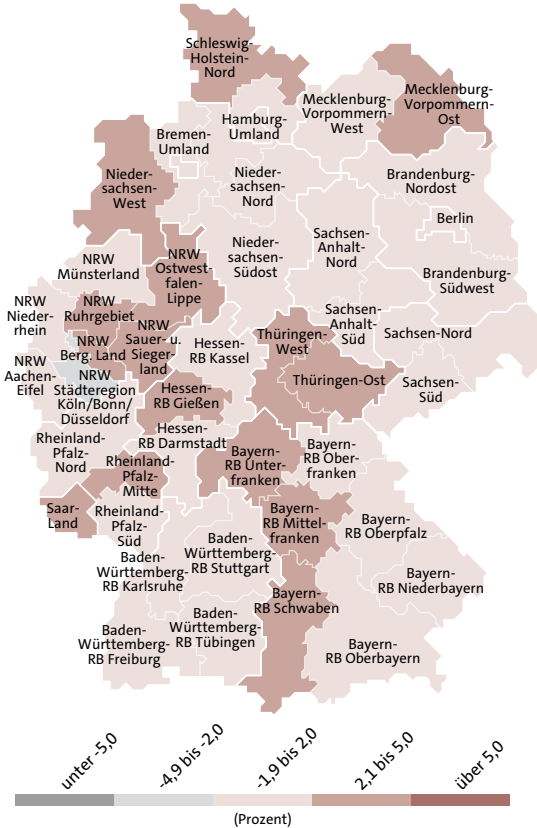 Schleswig-
Holstein-
Nord
Mecklenburg-
Vorpommern-
Ost
Mecklenburg-
Vorpommern-
West
Hamburg-
Umland
Bremen-
Umland
Nieder-
sachsen-
West
Nieder-
sachsen-
Nord
Brandenburg-
Nordost
Berlin
Sachsen-
Anhalt-
Nord
Nieder-
sachsen-
Südost
NRW
Münsterland
NRW
Ostwest-
falen-
Lippe
Brandenburg-
Südwest
NRW
Nieder-
rhein
NRW
Ruhrgebiet
NRW
Sauer- u.
Sieger-
land
Sachsen-
Anhalt-
Süd
Sachsen-Nord
Thüringen-
West
Hessen-
RB Kassel
NRW
Berg. Land
NRW
Aachen-
Eifel
NRW
Städteregion
Köln/Bonn/
Düsseldorf
Thüringen-Ost
Sachsen-
Süd
Hessen-
RB Gießen
Hessen-
RB Darmstadt
Rheinland-
Pfalz-
Nord
Rheinland-
Pfalz-
Mitte
Bayern-
RB Unter-
franken
Bayern-
RB Ober-
franken
Saar-
Land
Rheinland-
Pfalz-
Süd
Bayern-
RB Mittel-
franken
Bayern-
RB Oberpfalz
Baden-
Württemberg-
RB Stuttgart
Baden-
Württemberg-
RB Karlsruhe
Bayern-
RB Niederbayern
Bayern-
RB Schwaben
Baden-
Württemberg-
RB Tübingen
Baden-
Württemberg-
RB Freiburg
Bayern-
RB Oberbayern
unter -5,0
-4,9 bis -2,0
-1,9 bis 2,0
2,1 bis 5,0
über 5,0
(Prozent)